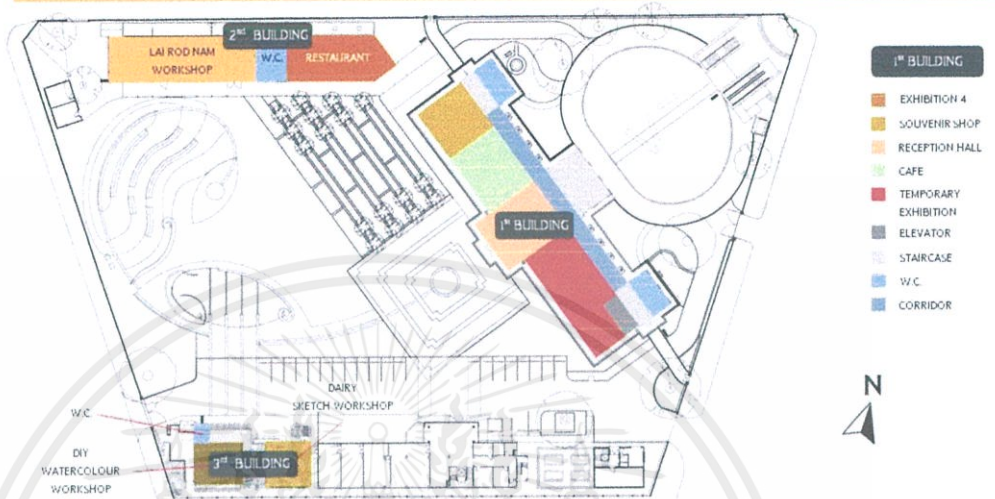 2nd BUILDING
LAI ROD NAM
WORKSHOP
W.C.
RESTAURANT
1st BUILDING
1st BUILDING
EXHIBITION 4
SOUVENIR SHOP
RECEPTION HALL
CAFE
TEMPORARY
EXHIBITION
ELEVATOR
STAIRCASE
W.C.
CORRIDOR
N
DAIRY
SKETCH WORKSHOP
W.C.
DIY
WATERCOLOUR
WORKSHOP
3rd BUILDING